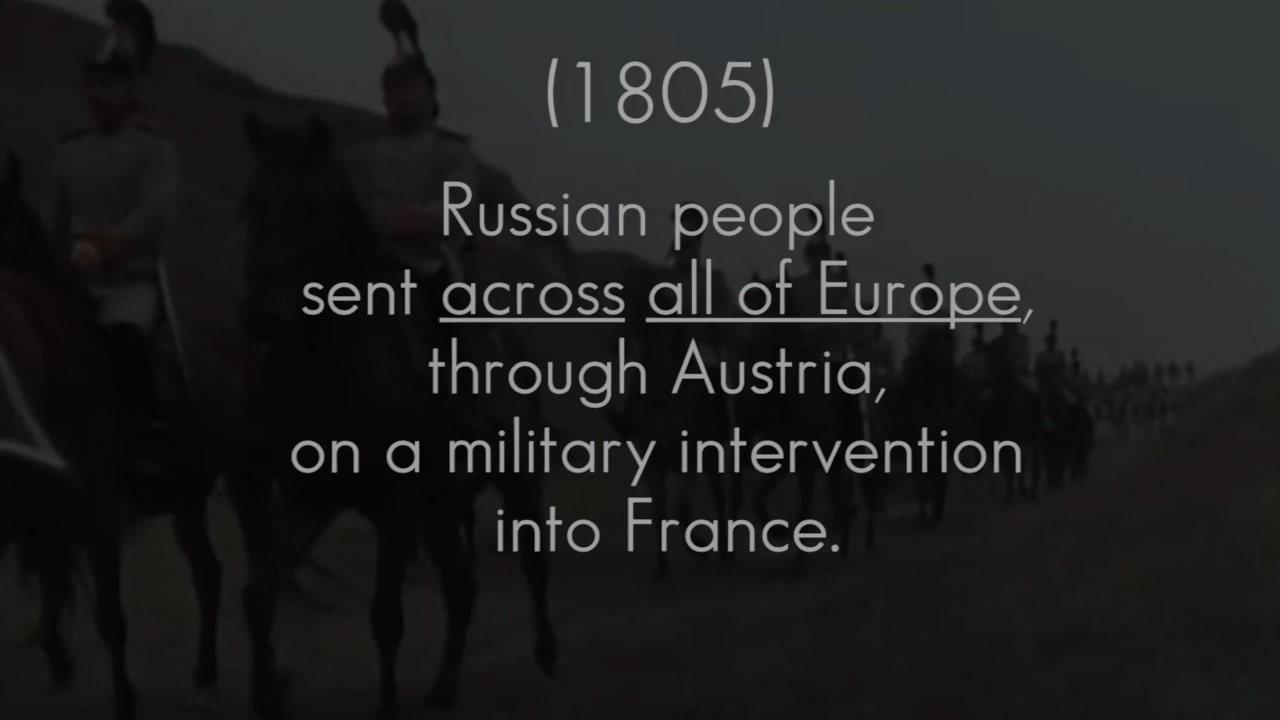 (1805)
Russian people
sent across all of Europe,
through Austria,
on a military intervention
into France.